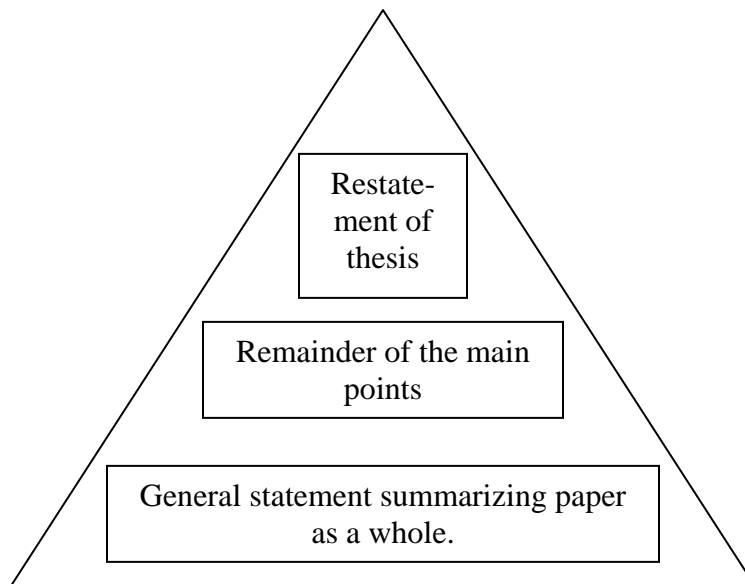 Restate-
ment of
thesis
Remainder of the main
points
General statement summarizing paper
as a whole.